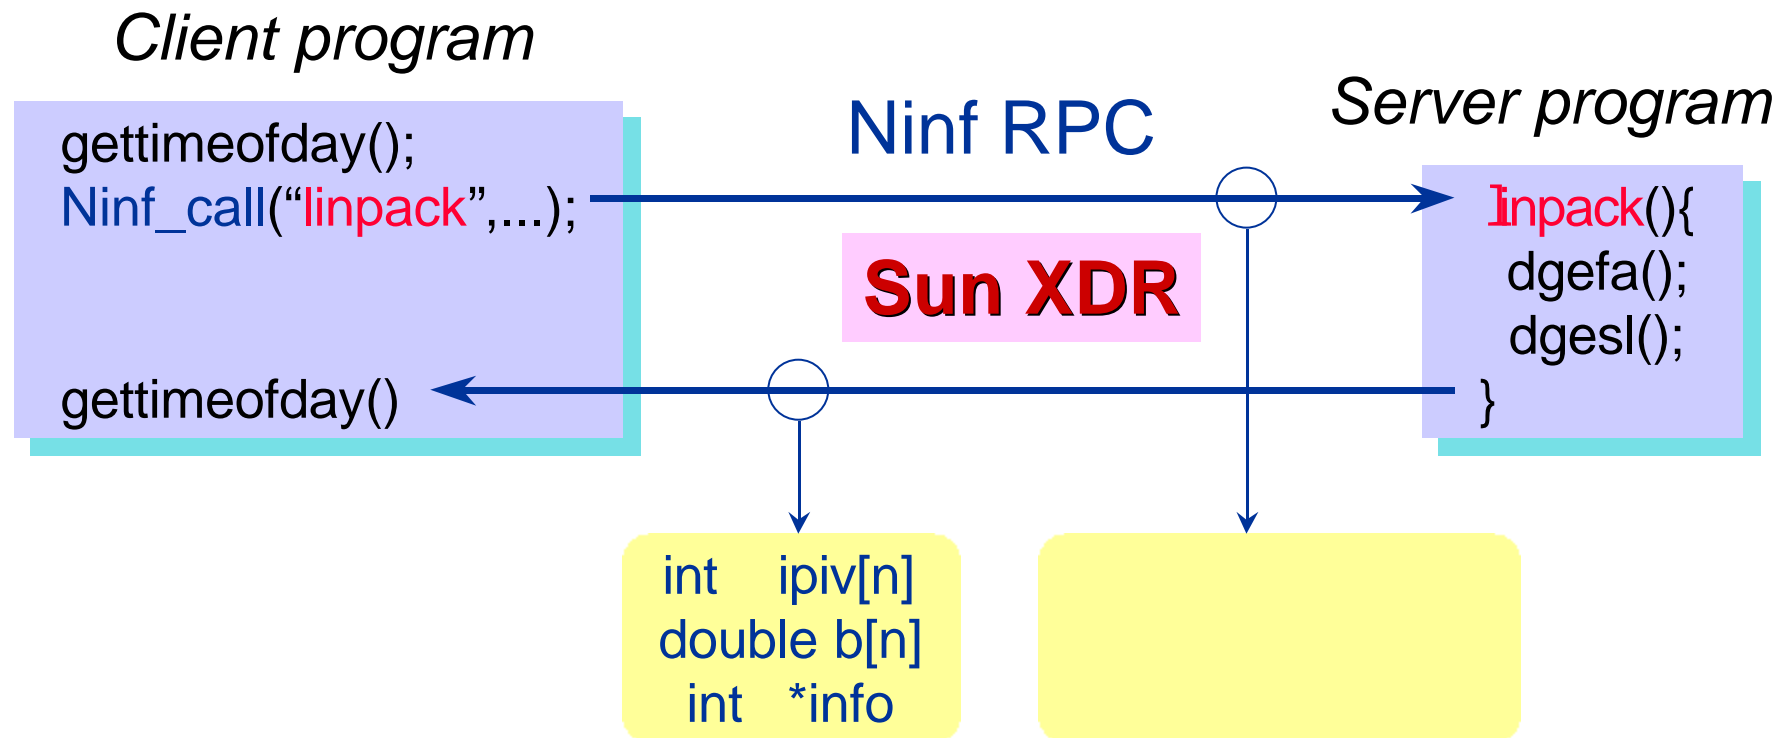 Client program
gettimeofday();
Ninf_call(“linpack”,...);
gettimeofday()
Ninf RPC
Sun XDR
Server program
linpack(){
dgefa();
dgesl();
}
int ipiv[n]
double b[n]
int *info